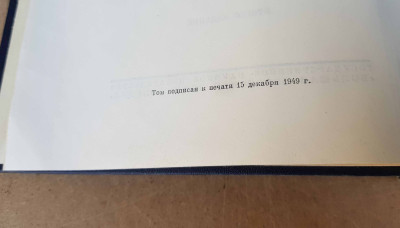 Том подписан к печати 15 декабря 1949 г.